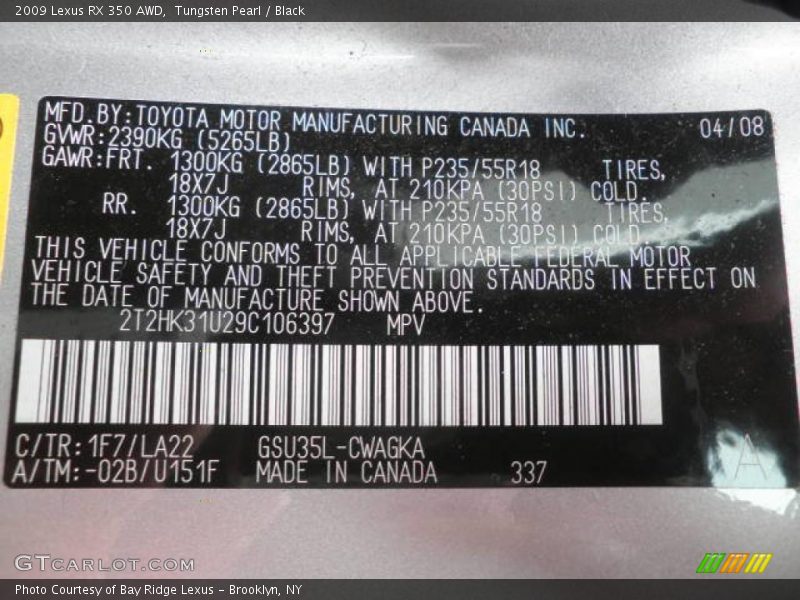 2009 Lexus RX 350 AWD,  Tungsten Pearl / Black
MFD.BY:TOYOTA MOTOR MANUFACTURING CANADA INC. 04/08
GVWR:2390KG (5265LB)
GAWR:FRT. 1300KG (2865LB) WITH P235/55R18 TIRES,
18X7J RIMS, AT 210KPA (30PSI) COLD.
RR. 1300KG (2865LB) WITH P235/55R18 TIRES,
18X7J RIMS, AT 210KPA (30PSI) COLD.
THIS VEHICLE CONFORMS TO ALL APPLICABLE FEDERAL MOTOR
VEHICLE SAFETY AND THEFT PREVENTION STANDARDS IN EFFECT ON
THE DATE OF MANUFACTURE SHOWN ABOVE.
2T2HK31U29C106397 MPV
C/TR:1F7/LA22 GSU35L-CWAGKA
A/TM:-02B/U151F MADE IN CANADA 337
A
GTCARLOT.COM
Photo Courtesy of Bay Ridge Lexus - Brooklyn, NY